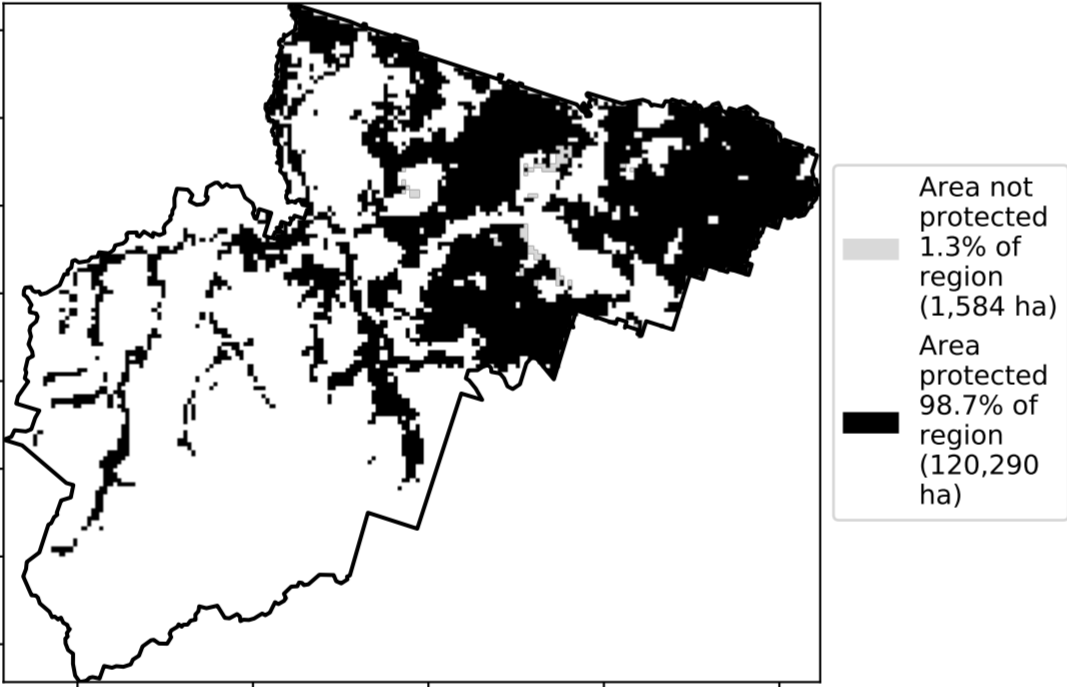 Area not
protected
1.3% of
region
(1,584 ha)
Area
protected
98.7% of
region
(120,290
ha)